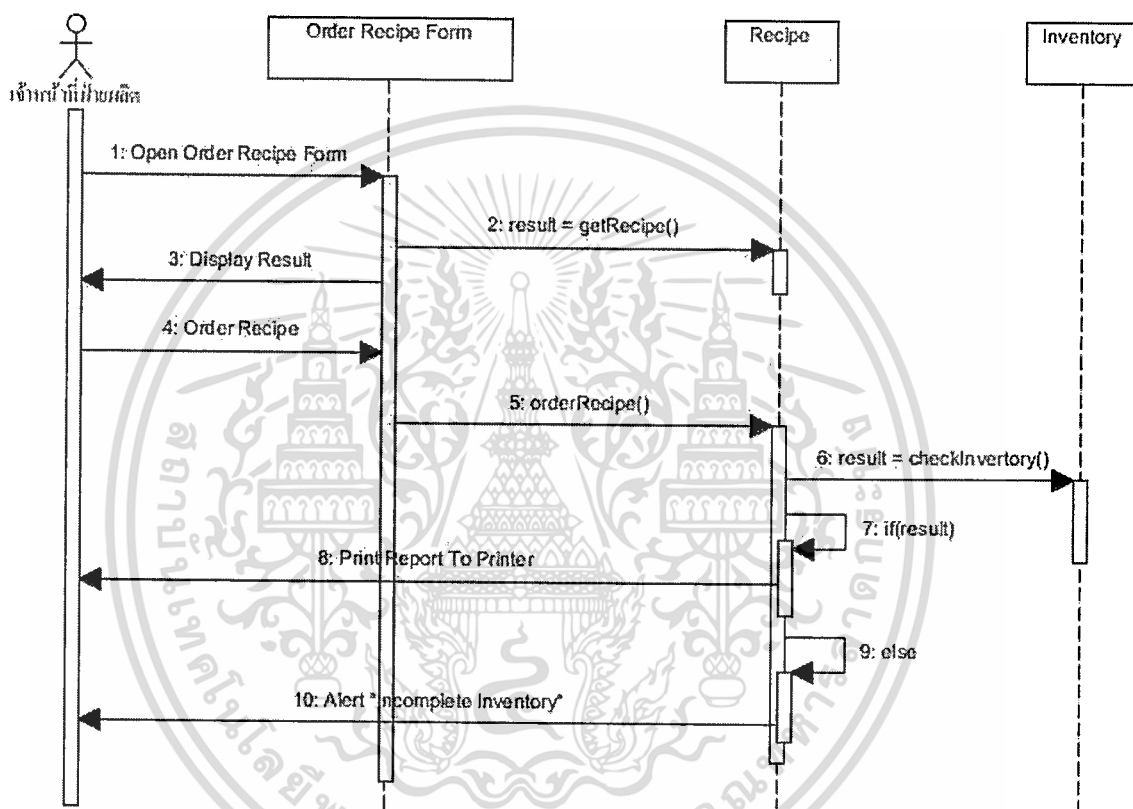 Order Recipe Form
Recipe
Inventory
เจ้าหน้าที่ฝ่ายผลิต
1: Open Order Recipe Form
2: result = getRecipe()
3: Display Result
4: Order Recipe
5: orderRecipe()
6: result = checkInvertory()
7: if(result)
8: Print Report To Printer
9: else
10: Alert "Incomplete Inventory"